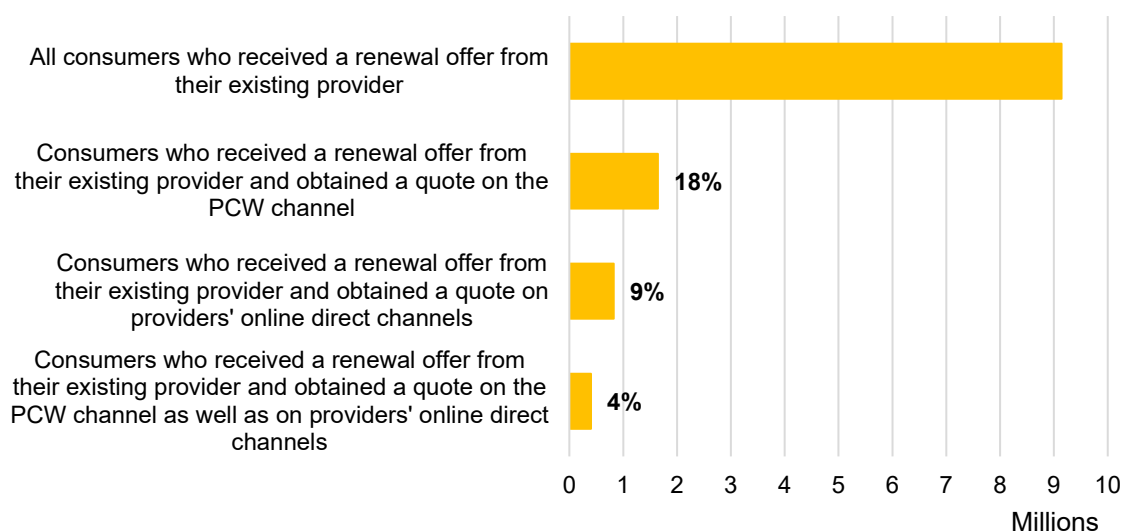 All consumers who received a renewal offer from
their existing provider
Consumers who received a renewal offer from
their existing provider and obtained a quote on the
PCW channel
18%
Consumers who received a renewal offer from
their existing provider and obtained a quote on
providers' online direct channels
9%
Consumers who received a renewal offer from
their existing provider and obtained a quote on the
PCW channel as well as on providers' online direct
channels
4%
0 1 2 3 4 5 6 7 8 9 10
Millions